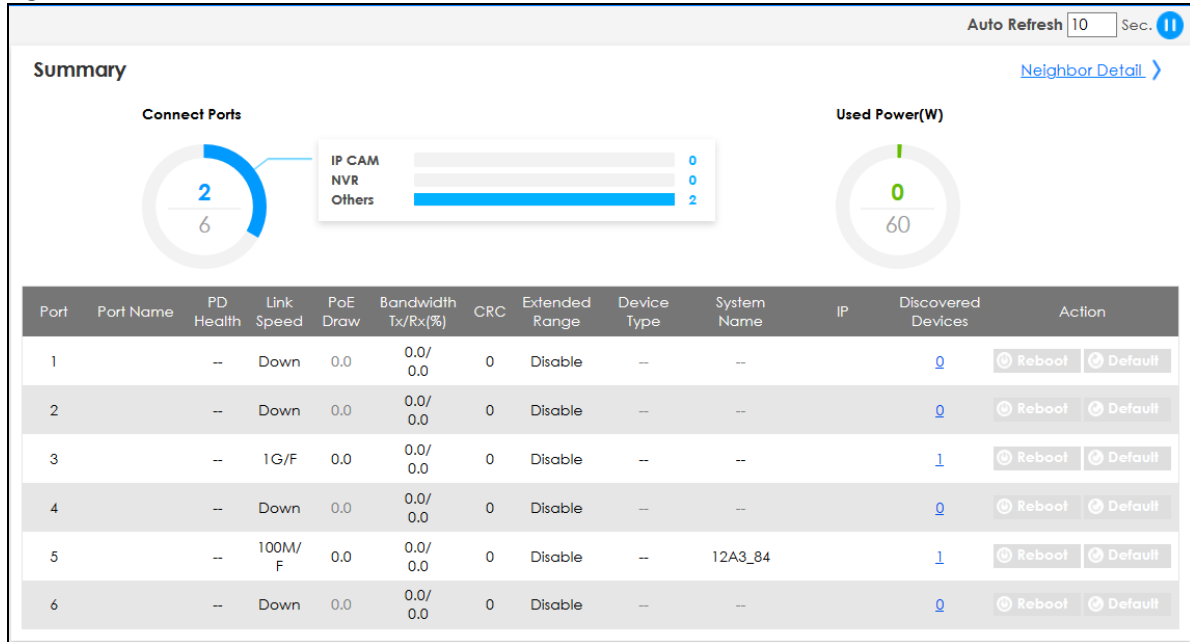 Auto Refresh 10 Sec.
Summary
Neighbor Detail
Connect Ports
Used Power(W)
2
6
IP CAM 0
NVR 0
Others 2
0
60
Port Port Name PD Health Link Speed PoE Draw Bandwidth Tx/Rx(%) CRC Extended Range Device Type System Name IP Discovered Devices Action
1 -- Down 0.0 0.0/ 0.0 0 Disable -- -- 0 Reboot Default
2 -- Down 0.0 0.0/ 0.0 0 Disable -- -- 0 Reboot Default
3 -- 1G/F 0.0 0.0/ 0.0 0 Disable -- -- 1 Reboot Default
4 -- Down 0.0 0.0/ 0.0 0 Disable -- -- 0 Reboot Default
5 -- 100M/ F 0.0 0.0/ 0.0 0 Disable -- 12A3_84 1 Reboot Default
6 -- Down 0.0 0.0/ 0.0 0 Disable -- -- 0 Reboot Default